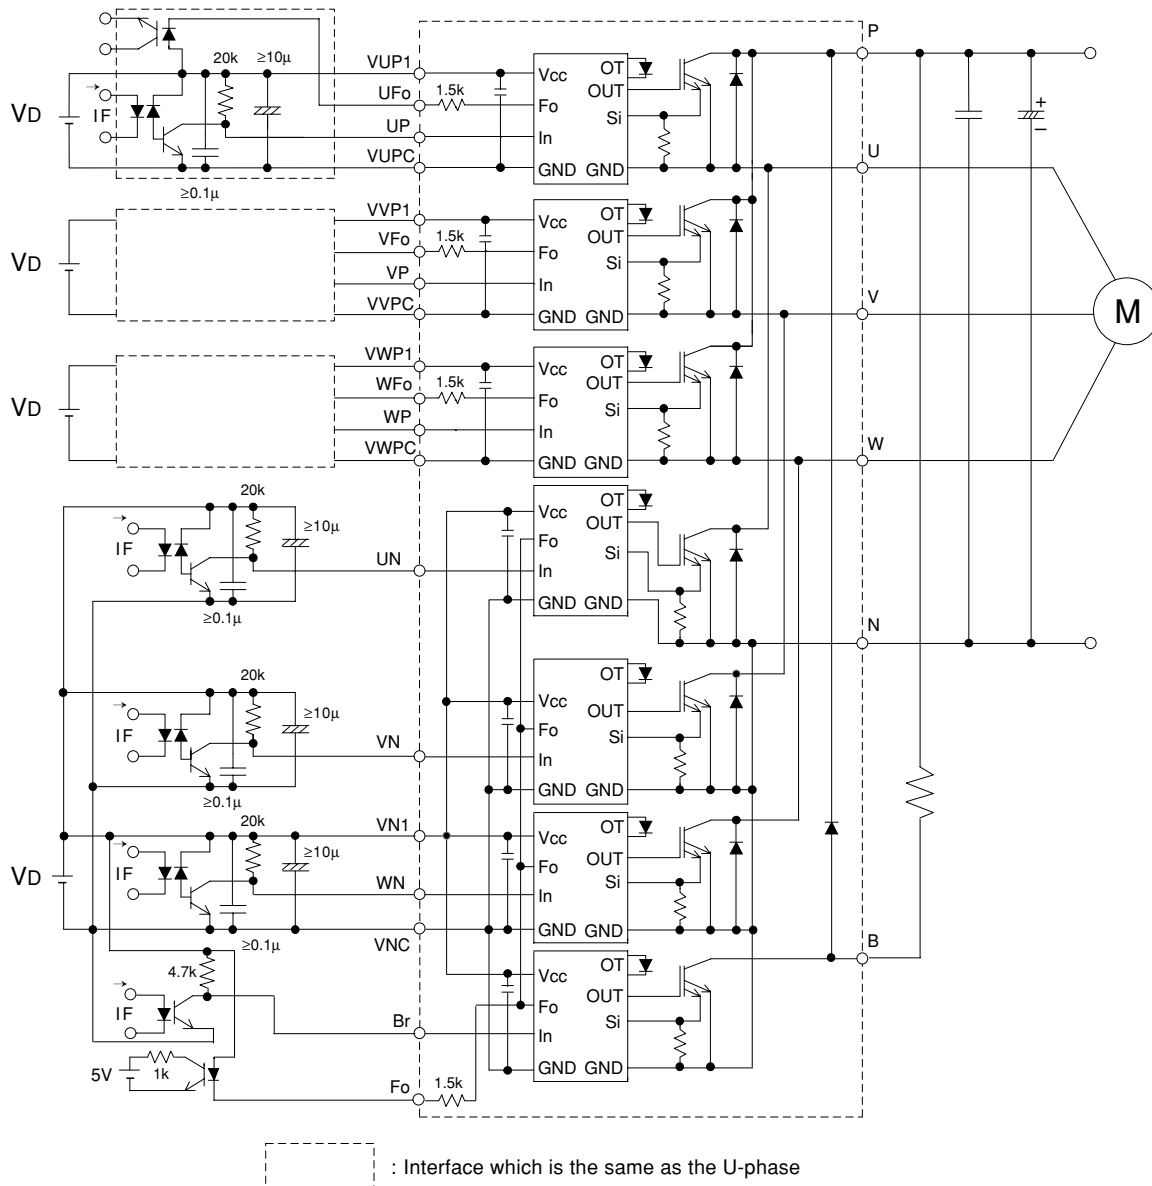 20k
≥10µ
VD
IF
≥0.1µ
VUP1
UFo
1.5k
UP
VUPC
Vcc
Fo
In
GND GND
OT
OUT
Si
P
U
+
–
VD
VVP1
VFo
1.5k
VP
VVPC
Vcc
Fo
In
GND GND
OT
OUT
Si
V
M
VD
VWP1
WFo
1.5k
WP
VWPC
Vcc
Fo
In
GND GND
OT
OUT
Si
W
20k
≥10µ
IF
≥0.1µ
UN
Vcc
Fo
In
GND GND
OT
OUT
Si
N
20k
≥10µ
IF
≥0.1µ
VN
Vcc
Fo
In
GND GND
OT
OUT
Si
20k
≥10µ
VD
IF
≥0.1µ
VN1
WN
VNC
Vcc
Fo
In
GND GND
OT
OUT
Si
B
4.7k
IF
Br
Vcc
Fo
In
GND GND
OT
OUT
Si
5V
1k
Fo
1.5k
: Interface which is the same as the U-phase